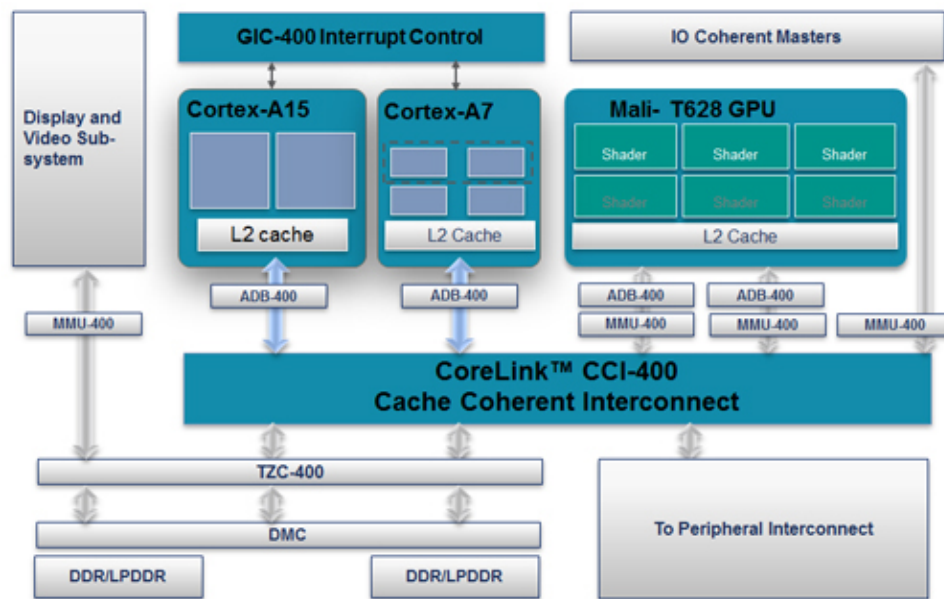 GIC-400 Interrupt Control
IO Coherent Masters
Display and
Video Sub-
system
Cortex-A15
L2 cache
Cortex-A7
L2 Cache
Mali- T628 GPU
Shader
Shader
Shader
Shader
Shader
Shader
L2 Cache
ADB-400
ADB-400
ADB-400
ADB-400
MMU-400
MMU-400
MMU-400
MMU-400
CoreLink™ CCI-400
Cache Coherent Interconnect
TZC-400
DMC
DDR/LPDDR
DDR/LPDDR
To Peripheral Interconnect